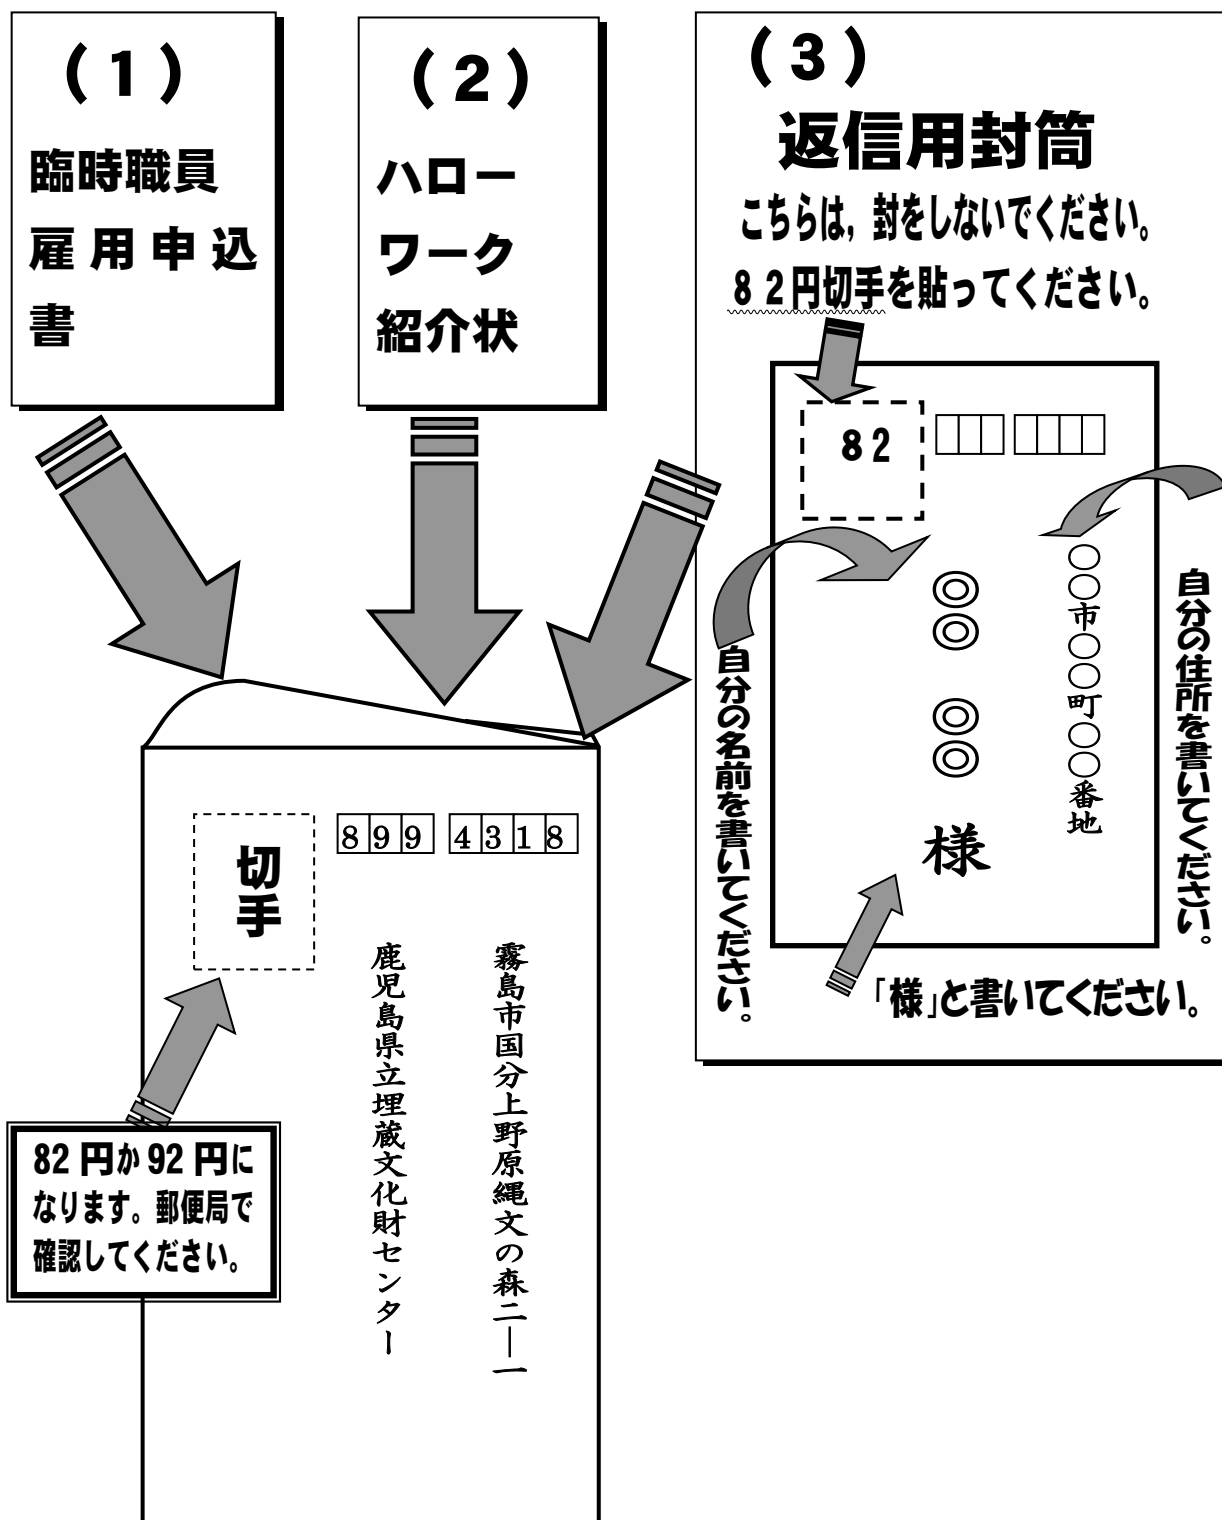 (1)
臨時職員
雇用申込
書
(2)
ハロー
ワーク
紹介状
(3)
返信用封筒
こちらは，封をしないでください。
８２円切手を貼ってください。
８２
○○市○○町○○番地
◎◎　◎◎　様
自分の住所を書いてください。
自分の名前を書いてください。
「様」と書いてください。
切手
899 4318
霧島市国分上野原縄文の森二―一
鹿児島県立埋蔵文化財センター
82円か92円に
なります。郵便局で
確認してください。